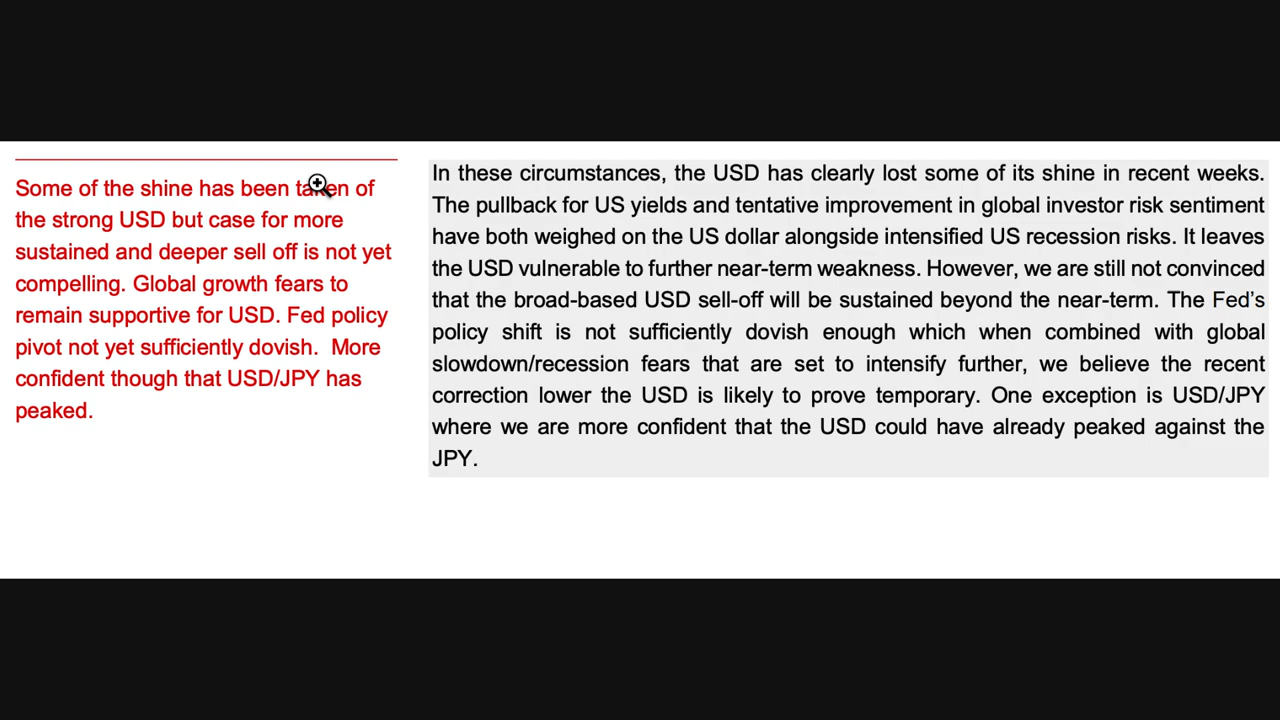 Some of the shine has been taken of
the strong USD but case for more
sustained and deeper sell off is not yet
compelling. Global growth fears to
remain supportive for USD. Fed policy
pivot not yet sufficiently dovish.  More
confident though that USD/JPY has
peaked.
In these circumstances, the USD has clearly lost some of its shine in recent weeks.
The pullback for US yields and tentative improvement in global investor risk sentiment
have both weighed on the US dollar alongside intensified US recession risks. It leaves
the USD vulnerable to further near-term weakness. However, we are still not convinced
that the broad-based USD sell-off will be sustained beyond the near-term. The Fed's
policy shift is not sufficiently dovish enough which when combined with global
slowdown/recession fears that are set to intensify further, we believe the recent
correction lower the USD is likely to prove temporary. One exception is USD/JPY
where we are more confident that the USD could have already peaked against the
JPY.